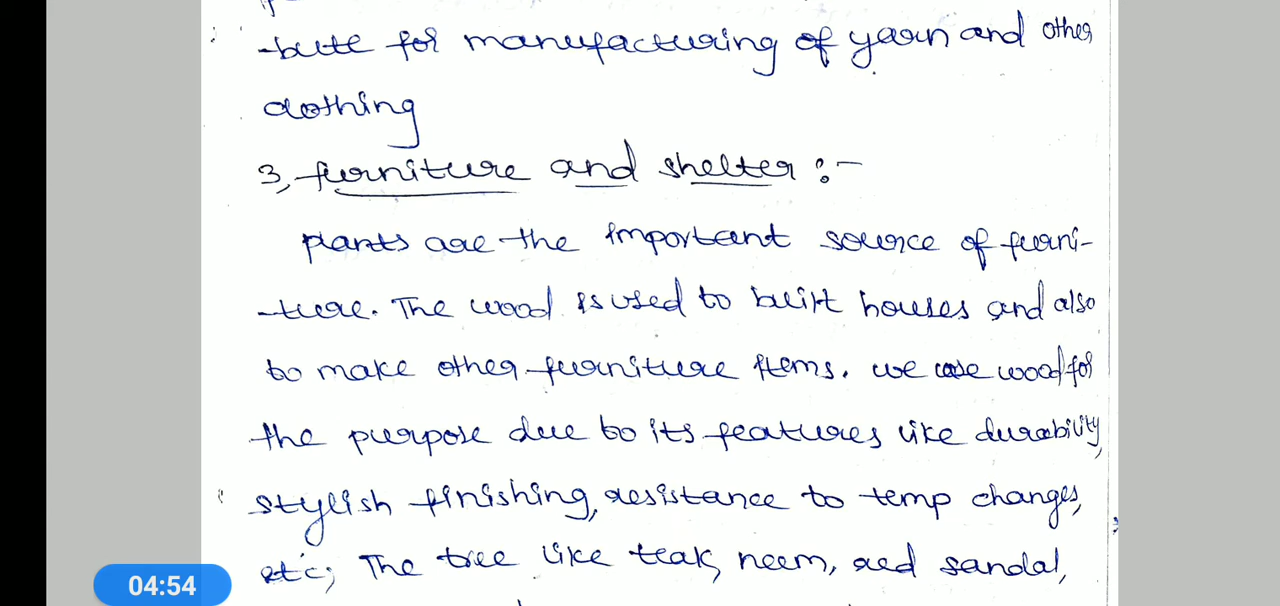 -bute for manufacturing of yarn and other
clothing
3, furniture and shelter :-
plants are the important source of furni-
-ture. The wood is used to built houses and also
to make other furniture items. we use wood for
the purpose due to its features like durability,
stylish finishing, resistance to temp changes,
etc; The tree like teak, neem, red sandal,
04:54